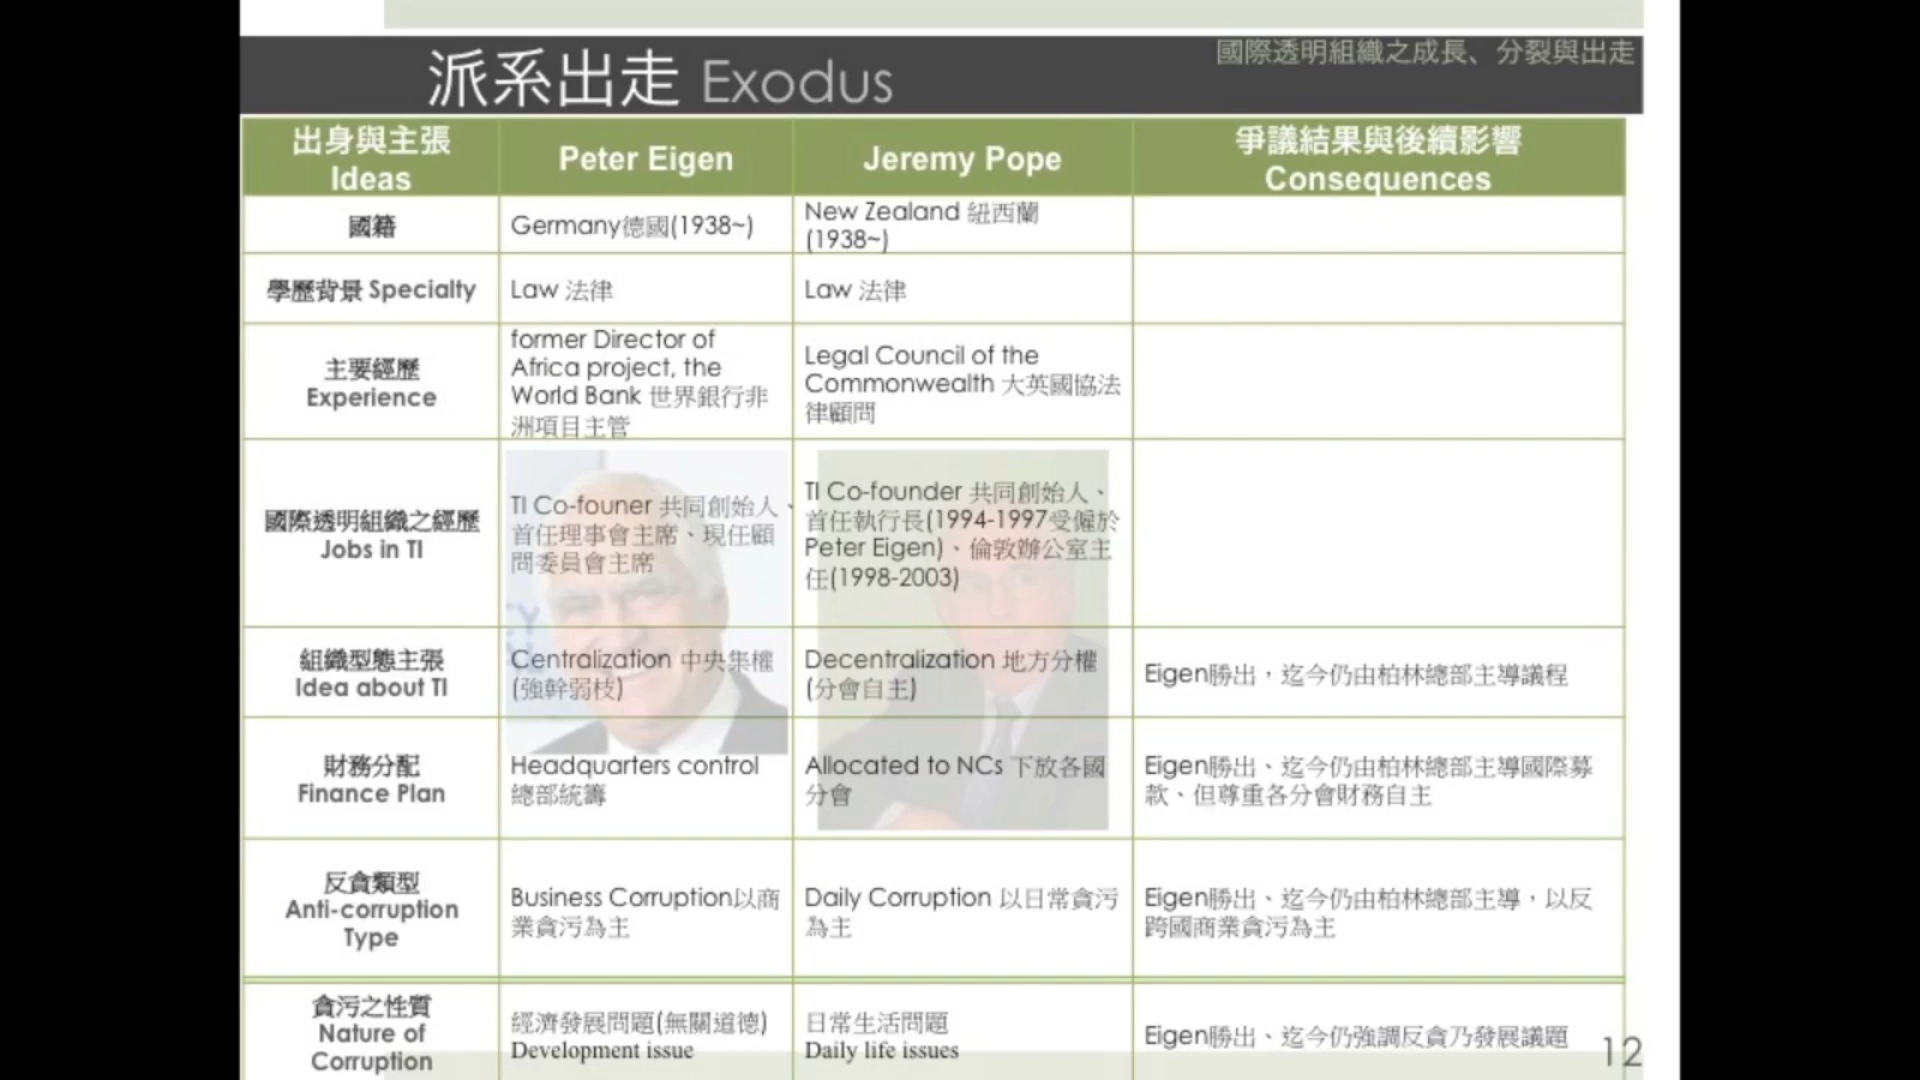 國際透明組織之成長、分裂與出走
派系出走 Exodus
出身與主張
Ideas
Peter Eigen
Jeremy Pope
爭議結果與後續影響
Consequences
國籍
Germany德國(1938~)
New Zealand 紐西蘭
(1938~)
學歷背景 Specialty
Law 法律
Law 法律
主要經歷
Experience
former Director of
Africa project, the
World Bank 世界銀行非
洲項目主管
Legal Council of the
Commonwealth 大英國協法
律顧問
國際透明組織之經歷
Jobs in TI
TI Co-founer 共同創始人、
首任理事會主席、現任顧
問委員會主席
TI Co-founder 共同創始人、
首任執行長(1994-1997受僱於
Peter Eigen)、倫敦辦公室主
任(1998-2003)
組織型態主張
Idea about TI
Centralization 中央集權
(強幹弱枝)
Decentralization 地方分權
(分會自主)
Eigen勝出，迄今仍由柏林總部主導議程
財務分配
Finance Plan
Headquarters control
總部統籌
Allocated to NCs 下放各國
分會
Eigen勝出、迄今仍由柏林總部主導國際募
款、但尊重各分會財務自主
反貪類型
Anti-corruption
Type
Business Corruption以商
業貪污為主
Daily Corruption 以日常貪污
為主
Eigen勝出、迄今仍由柏林總部主導，以反
跨國商業貪污為主
貪污之性質
Nature of
Corruption
經濟發展問題(無關道德)
Development issue
日常生活問題
Daily life issues
Eigen勝出、迄今仍強調反貪乃發展議題
12